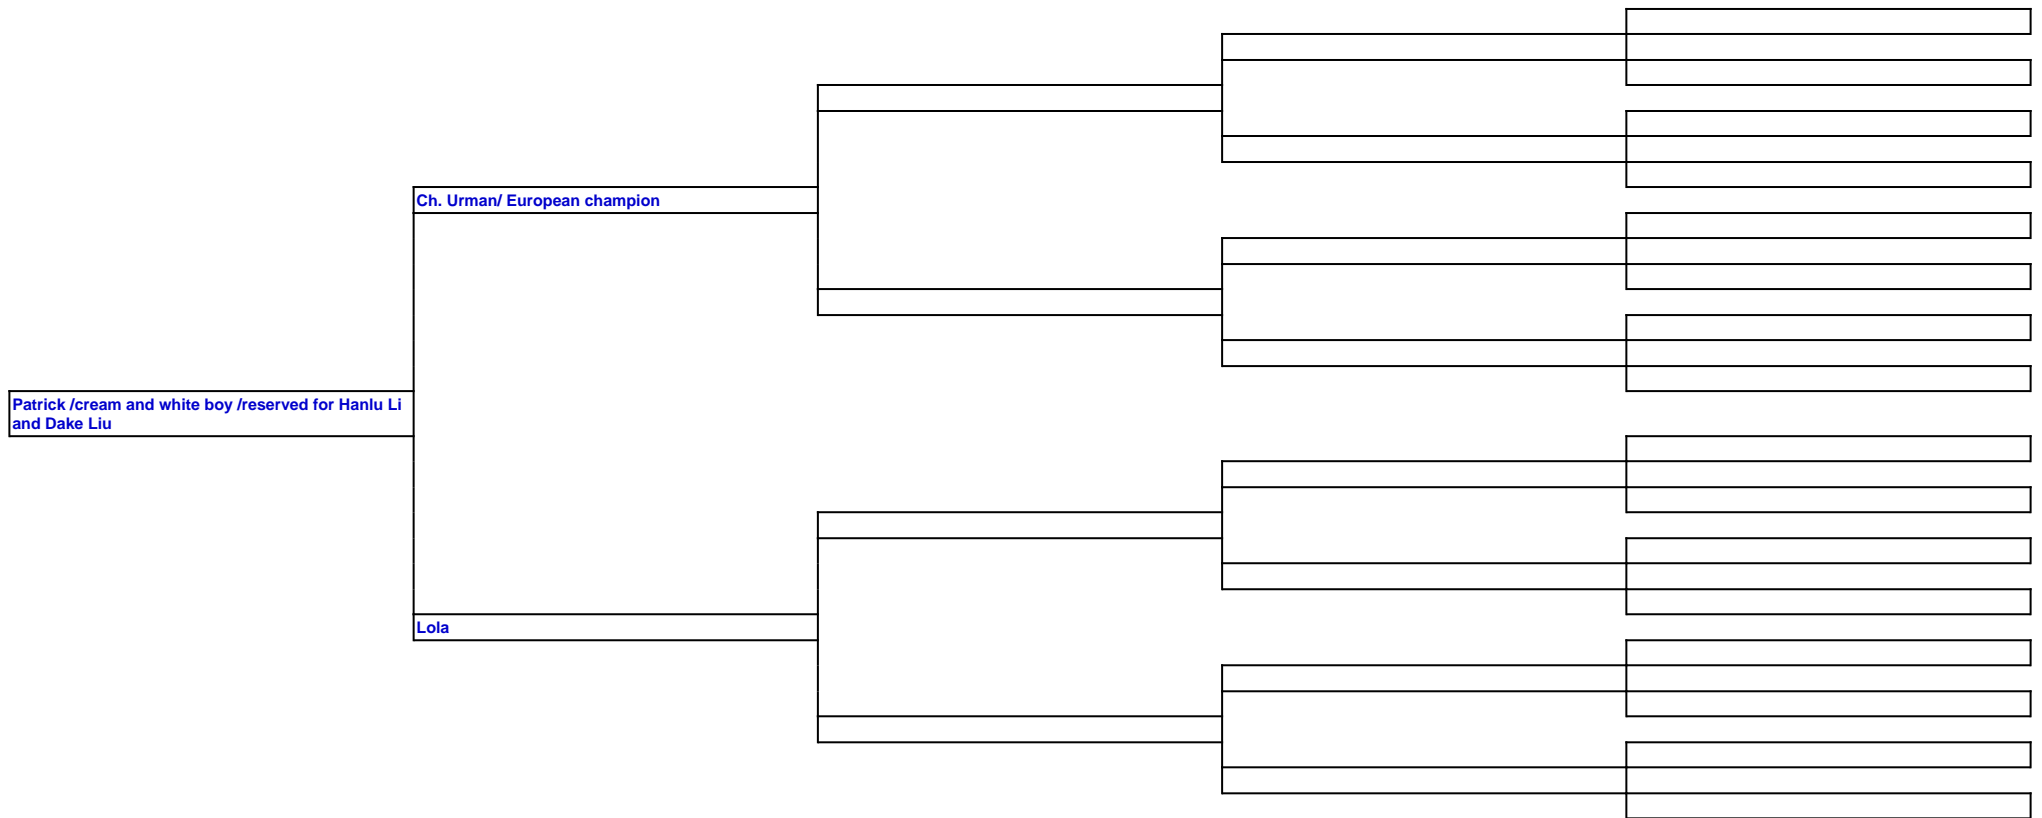 Ch. Urman/ European champion
Patrick /cream and white boy /reserved for Hanlu Li
and Dake Liu
Lola